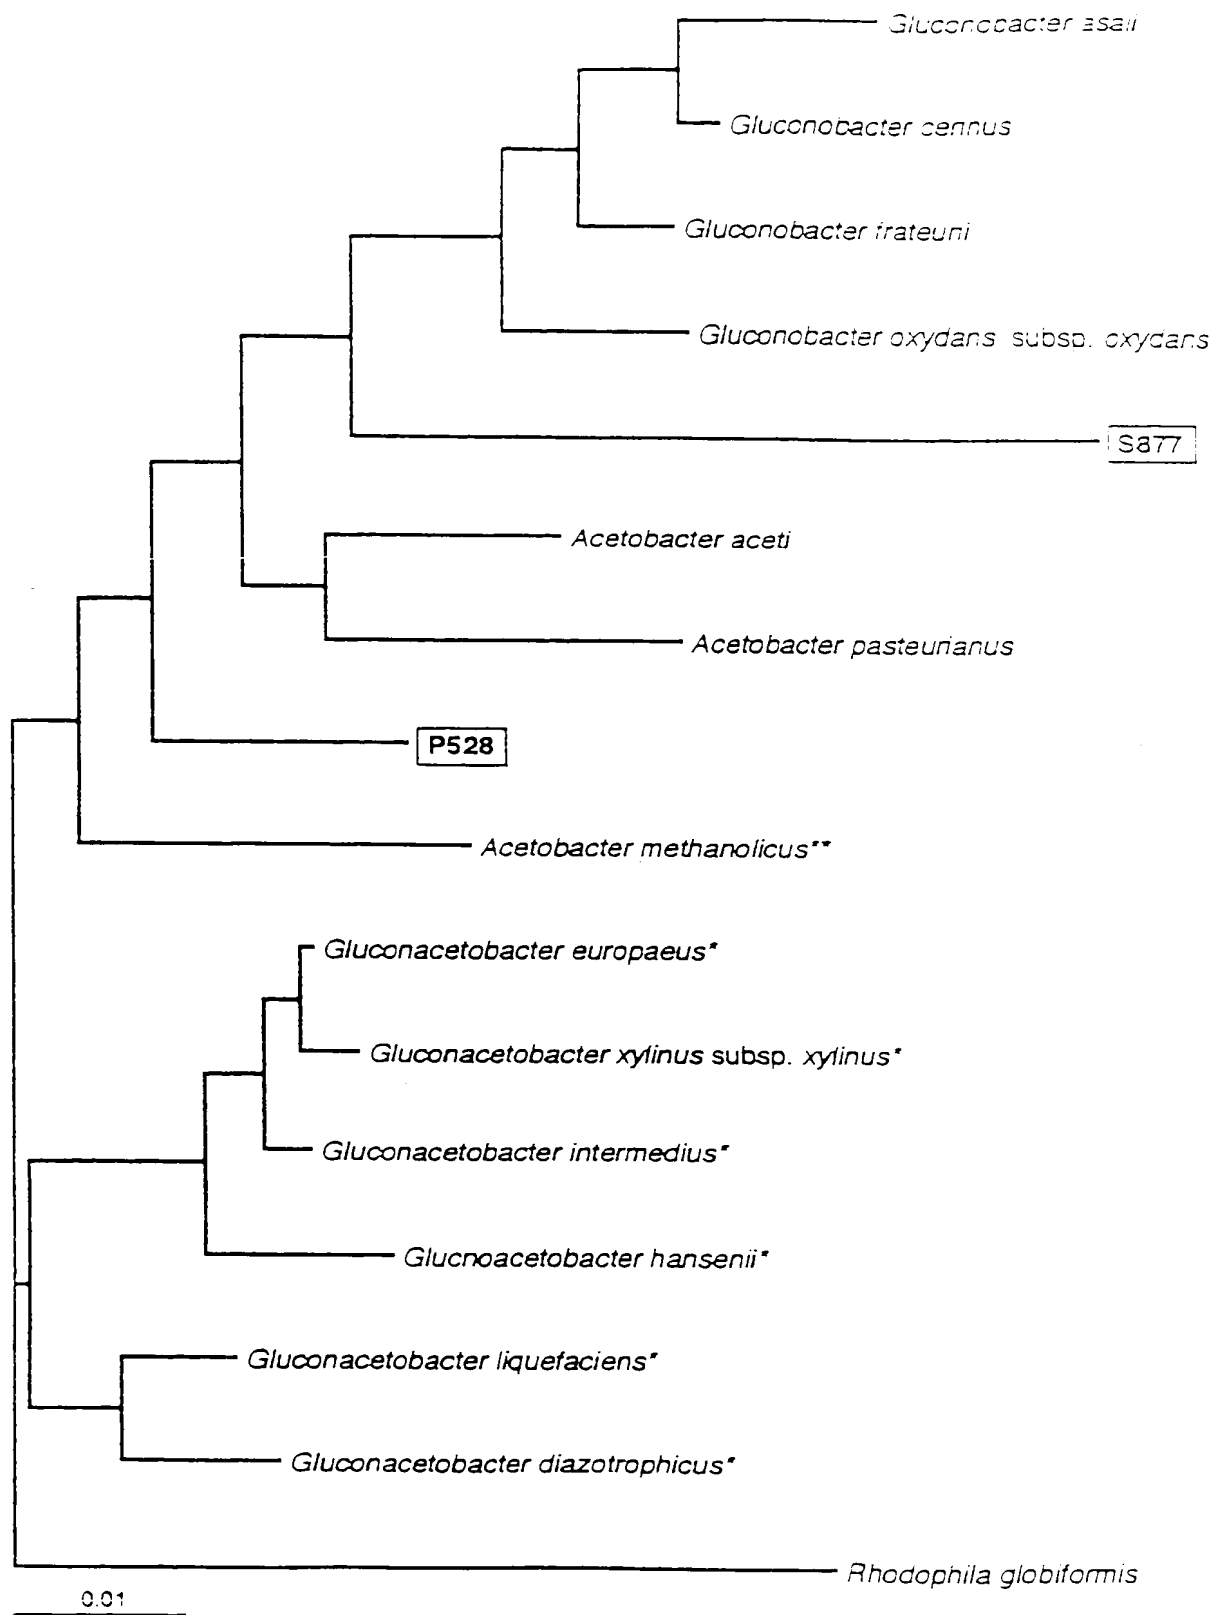 Gluconobacter asaii
Gluconobacter cerinus
Gluconobacter frateurii
Gluconobacter oxydans subsp. oxydans
S877
Acetobacter aceti
Acetobacter pasteurianus
P528
Acetobacter methanolicus**
Gluconacetobacter europaeus*
Gluconacetobacter xylinus subsp. xylinus*
Gluconacetobacter intermedius*
Glucnoacetobacter hansenii*
Gluconacetobacter liquefaciens*
Gluconacetobacter diazotrophicus*
Rhodophila globiformis
0.01